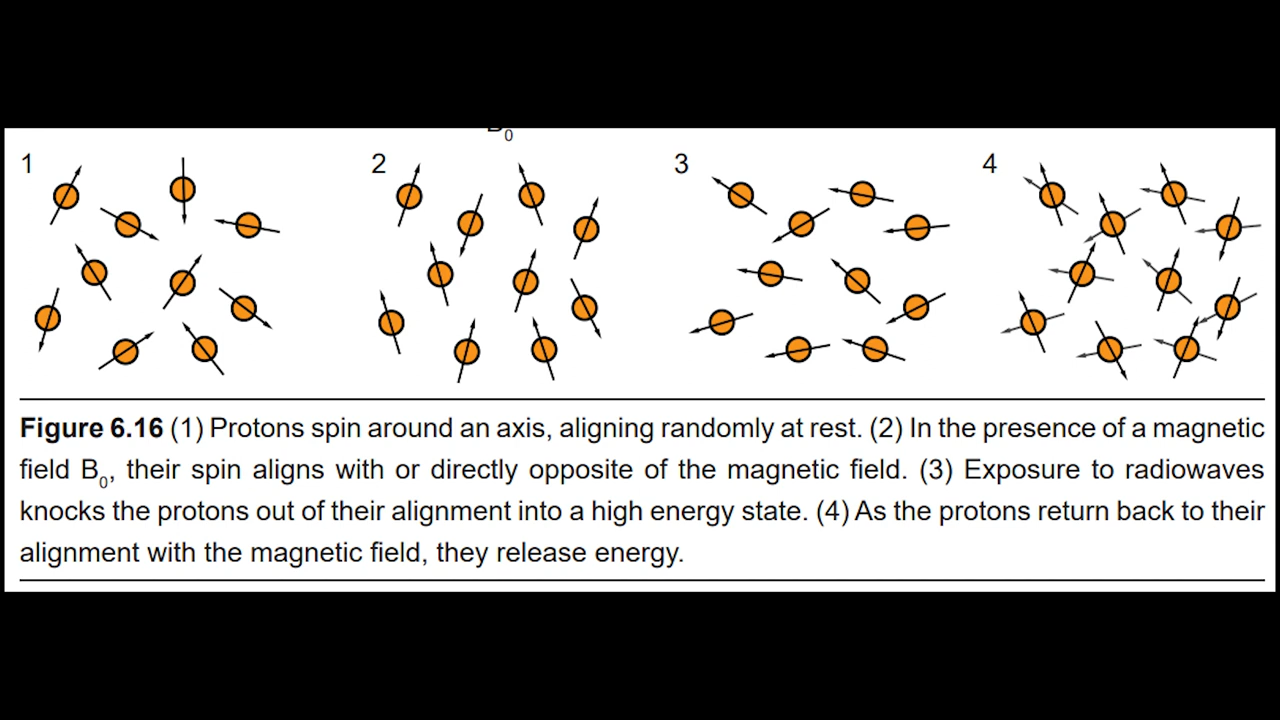 B0
1 2 3 4
Figure 6.16 (1) Protons spin around an axis, aligning randomly at rest. (2) In the presence of a magnetic
field B0, their spin aligns with or directly opposite of the magnetic field. (3) Exposure to radiowaves
knocks the protons out of their alignment into a high energy state. (4) As the protons return back to their
alignment with the magnetic field, they release energy.